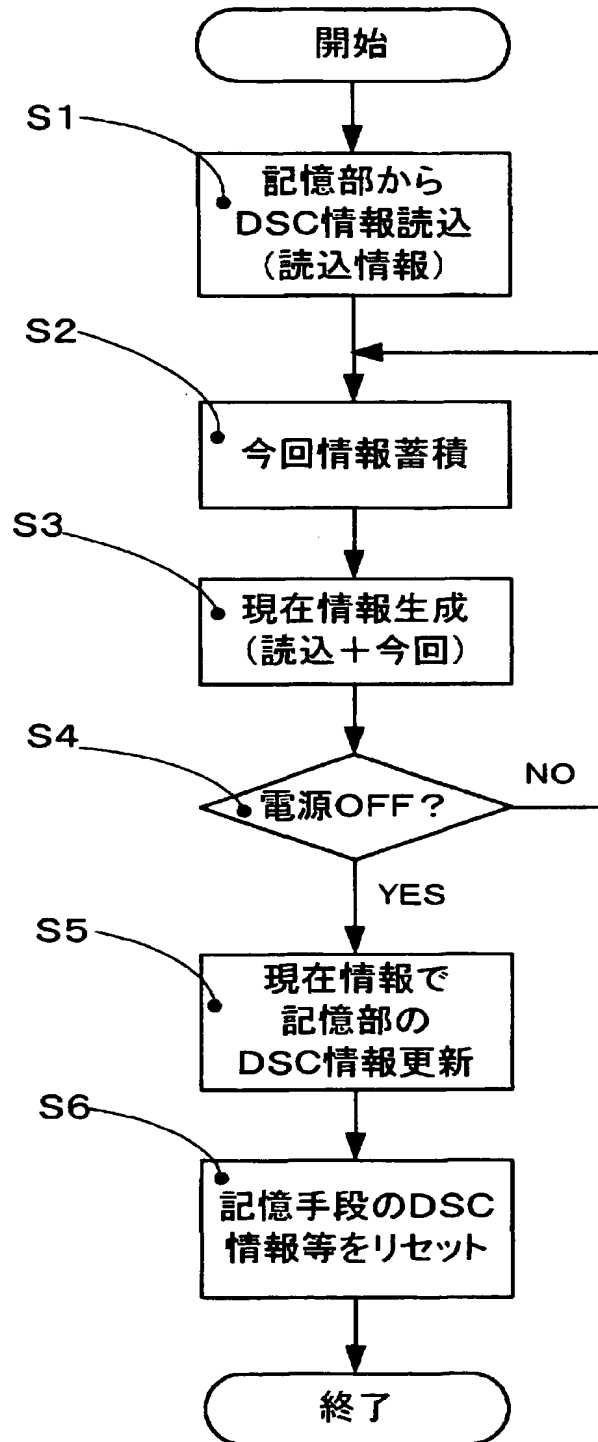 開始
S1
記憶部から
DSC情報読込
(読込情報)
S2
今回情報蓄積
S3
現在情報生成
(読込+今回)
S4
電源OFF?
NO
YES
S5
現在情報で
記憶部の
DSC情報更新
S6
記憶手段のDSC
情報等をリセット
終了